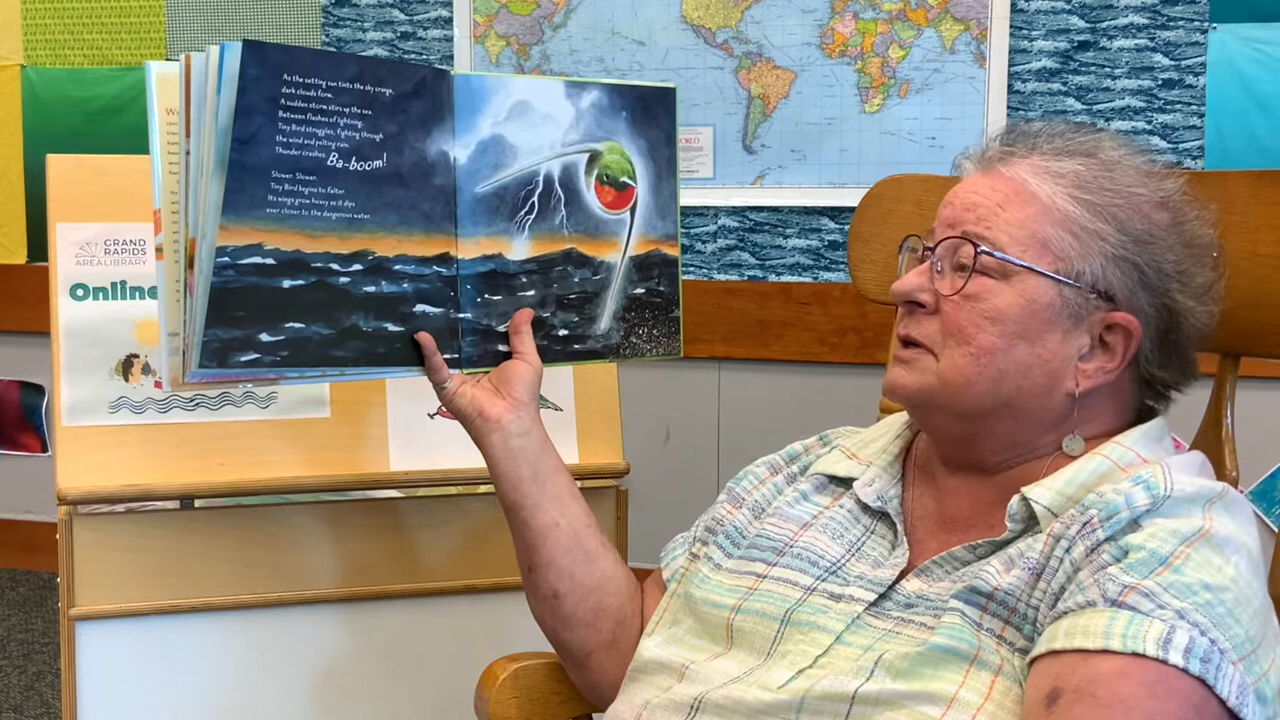 As the setting sun tints the sky orange,
dark clouds form.
A sudden storm stirs up the sea.
Between flashes of lightning,
Tiny Bird struggles, fighting through
the wind and pelting rain.
Thunder crashes. Ba-boom!
Slower. Slower.
Tiny Bird begins to falter.
Its wings grow heavy as it dips
ever closer to the dangerous water.
GRAND
RAPIDS
AREA LIBRARY
Online